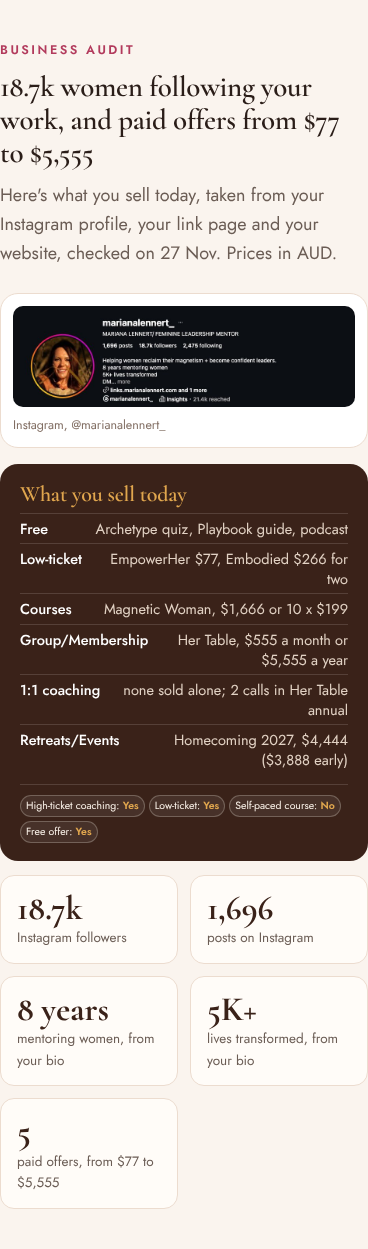 BUSINESS AUDIT
18.7k women following your
work, and paid offers from $77
to $5,555
Here's what you sell today, taken from your
Instagram profile, your link page and your
website, checked on 27 Nov. Prices in AUD.
marianalennert_ ...
MARIANA LENNERT/ FEMININE LEADERSHIP MENTOR
1,696 posts 18.7k followers 2,475 following
Helping women reclaim their magnetism + become confident leaders.
8 years mentoring women
5K+ lives transformed
DM... more
links.marianalennert.com and 1 more
marianalennert_ Insights · 21.4k reached
Instagram, @marianalennert_
What you sell today
Free Archetype quiz, Playbook guide, podcast
Low-ticket EmpowerHer $77, Embodied $266 for
two
Courses Magnetic Woman, $1,666 or 10 x $199
Group/Membership Her Table, $555 a month or
$5,555 a year
1:1 coaching none sold alone; 2 calls in Her Table
annual
Retreats/Events Homecoming 2027, $4,444
($3,888 early)
High-ticket coaching: Yes Low-ticket: Yes Self-paced course: No
Free offer: Yes
18.7k 1,696
Instagram followers posts on Instagram
8 years 5K+
mentoring women, from lives transformed, from
your bio your bio
5
paid offers, from $77 to
$5,555